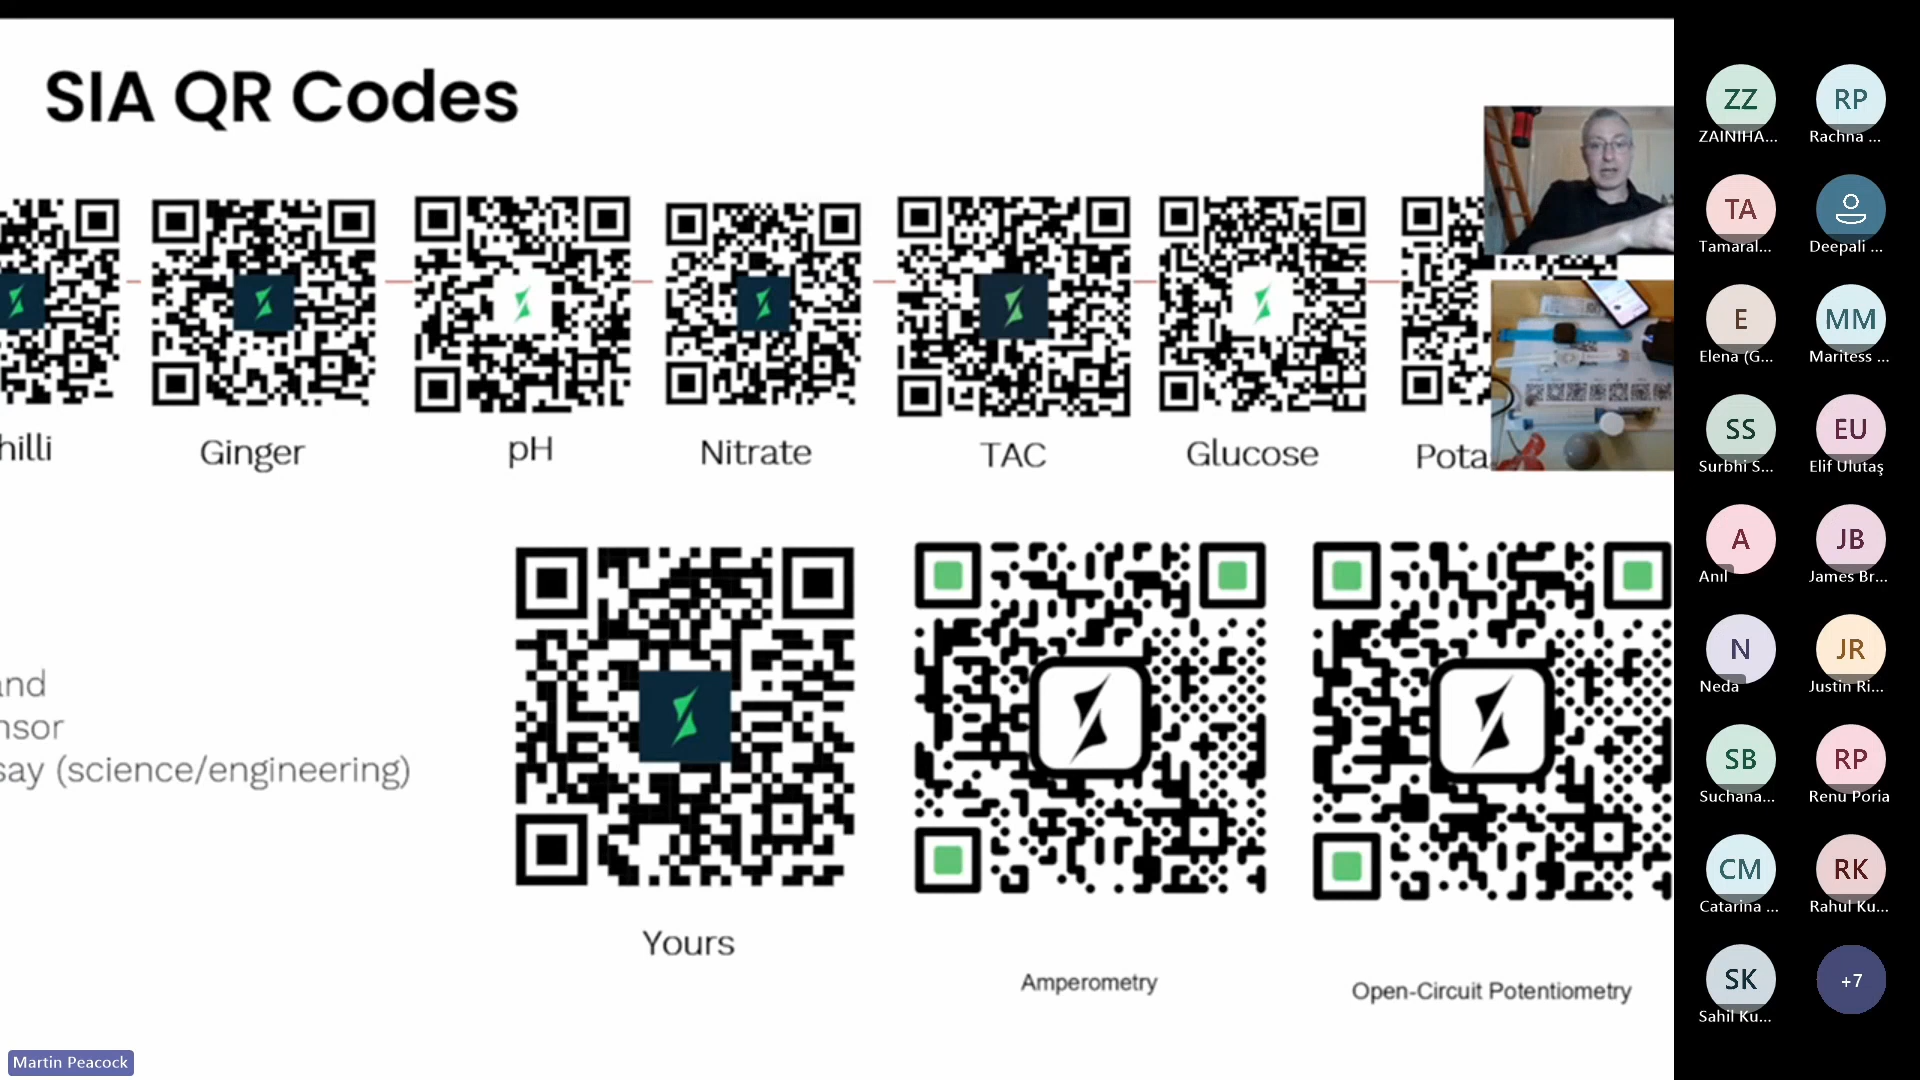 SIA QR Codes
hilli
Ginger
pH
Nitrate
TAC
Glucose
Pota
and
nsor
say (science/engineering)
Yours
Amperometry
Open-Circuit Potentiometry
Martin Peacock
ZZ
ZAINIHA...
RP
Rachna ...
TA
Tamaral...
Deepali ...
E
Elena (G...
MM
Maritess ...
SS
Surbhi S...
EU
Elif Ulutaş
A
Anil
JB
James Br...
N
Neda
JR
Justin Ri...
SB
Suchana...
RP
Renu Poria
CM
Catarina ...
RK
Rahul Ku...
SK
Sahil Ku...
+7